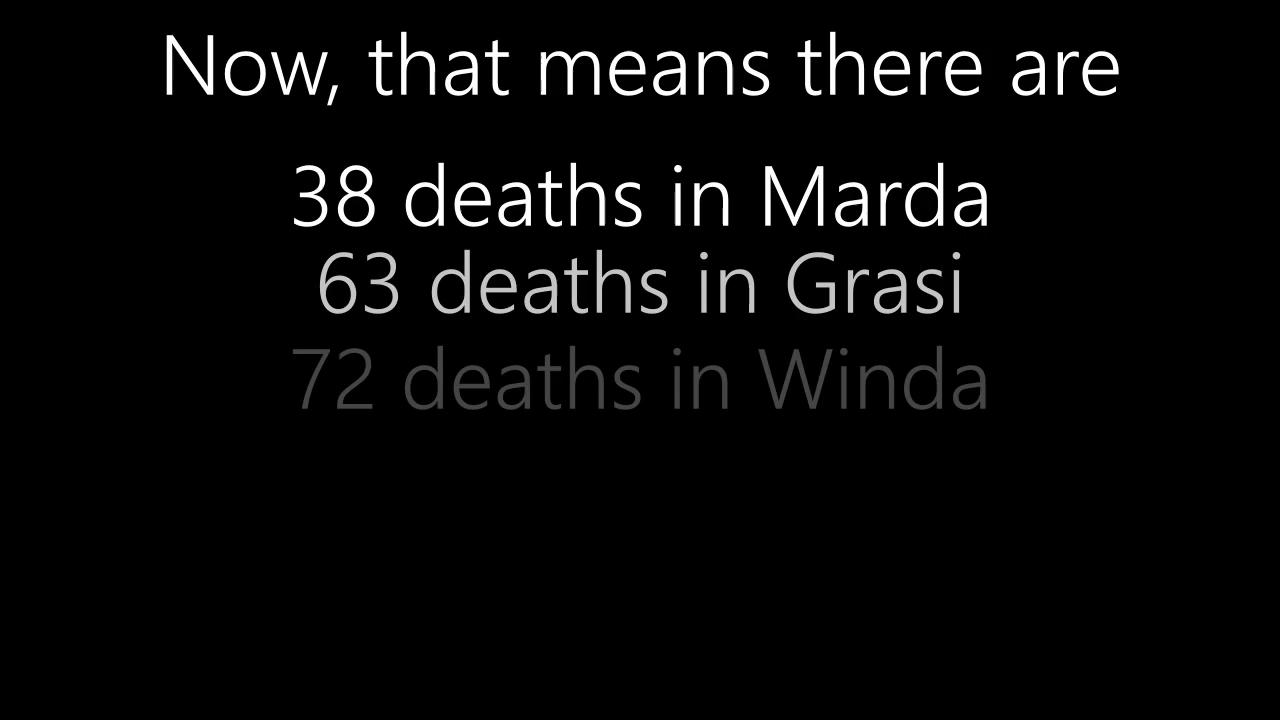 Now, that means there are
38 deaths in Marda
63 deaths in Grasi
72 deaths in Winda